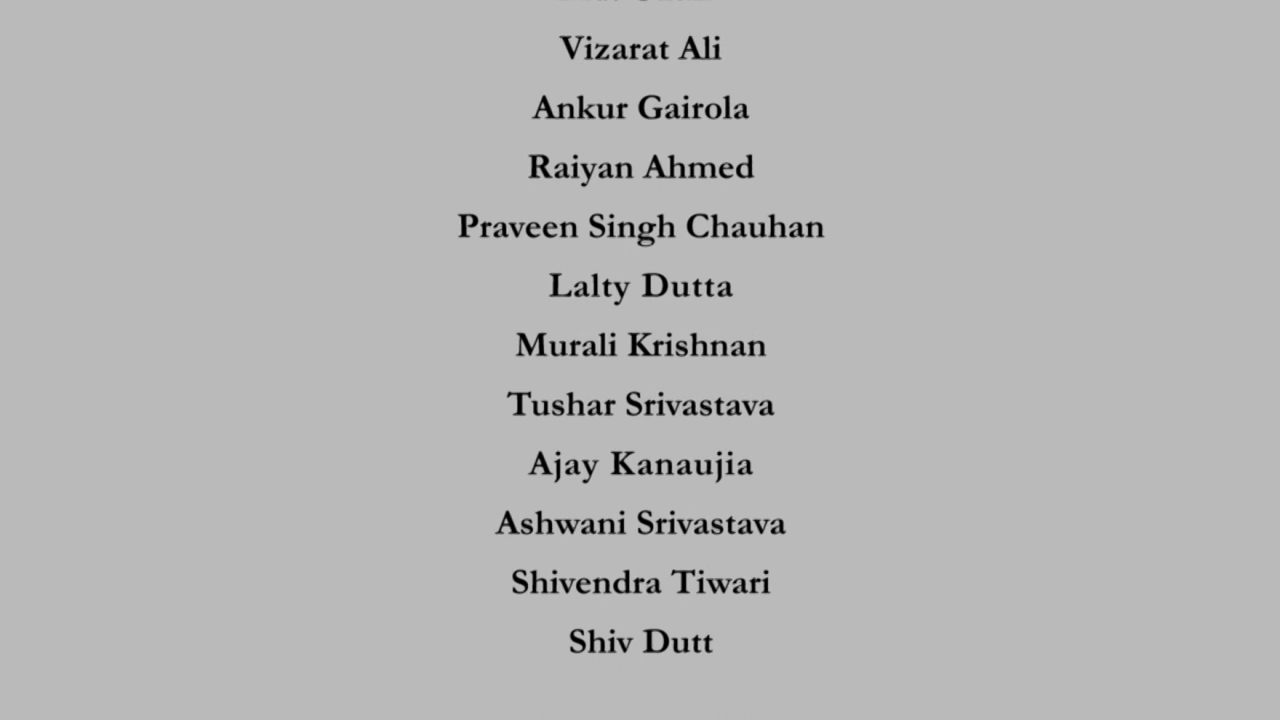 Vizarat Ali
Ankur Gairola
Raiyan Ahmed
Praveen Singh Chauhan
Lalty Dutta
Murali Krishnan
Tushar Srivastava
Ajay Kanaujia
Ashwani Srivastava
Shivendra Tiwari
Shiv Dutt